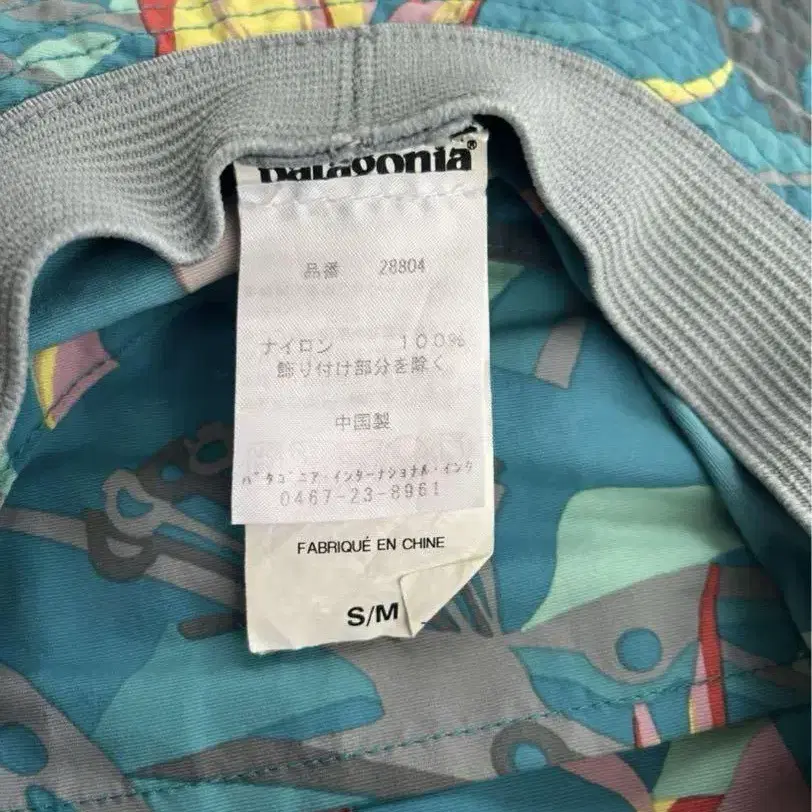 patagonia®
品番 28804
ナイロン 100%
飾り付け部分を除く
中国製
パタゴニア・インターナショナル・インク
0467-23-8961
FABRIQUÉ EN CHINE
S/M